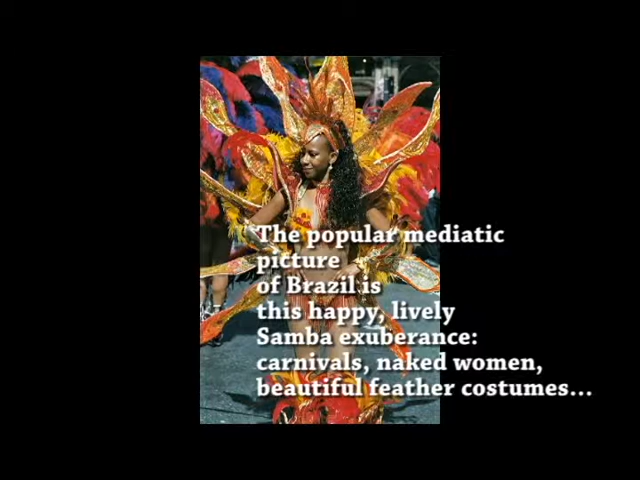 The popular mediatic
picture
of Brazil is
this happy, lively
Samba exuberance:
carnivals, naked women,
beautiful feather costumes...